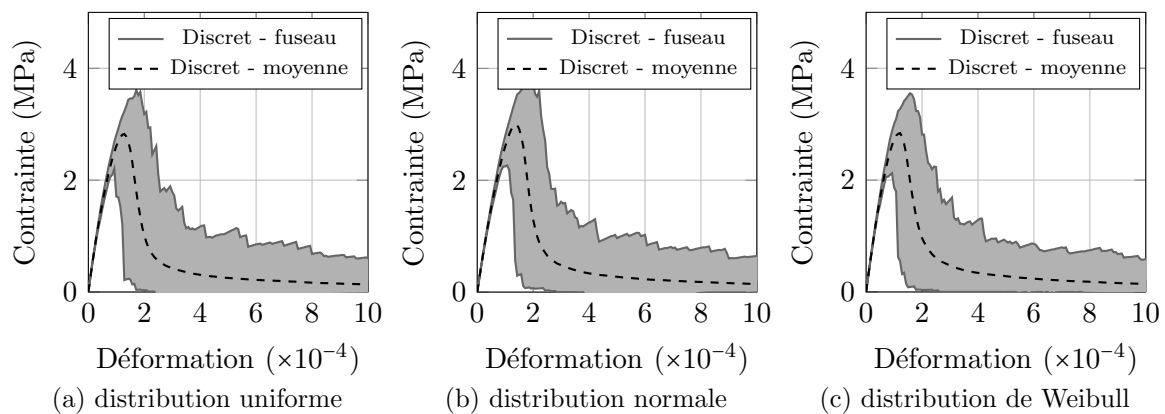 Discret - fuseau
Discret - moyenne
Contrainte (MPa)
4
2
0
0 2 4 6 8 10
Déformation (×10⁻⁴)
(a) distribution uniforme
Discret - fuseau
Discret - moyenne
Contrainte (MPa)
4
2
0
0 2 4 6 8 10
Déformation (×10⁻⁴)
(b) distribution normale
Discret - fuseau
Discret - moyenne
Contrainte (MPa)
4
2
0
0 2 4 6 8 10
Déformation (×10⁻⁴)
(c) distribution de Weibull